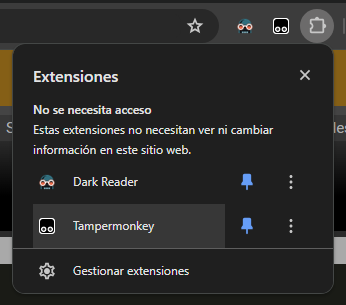 Extensiones
No se necesita acceso
Estas extensiones no necesitan ver ni cambiar
información en este sitio web.
Dark Reader
Tampermonkey
Gestionar extensiones